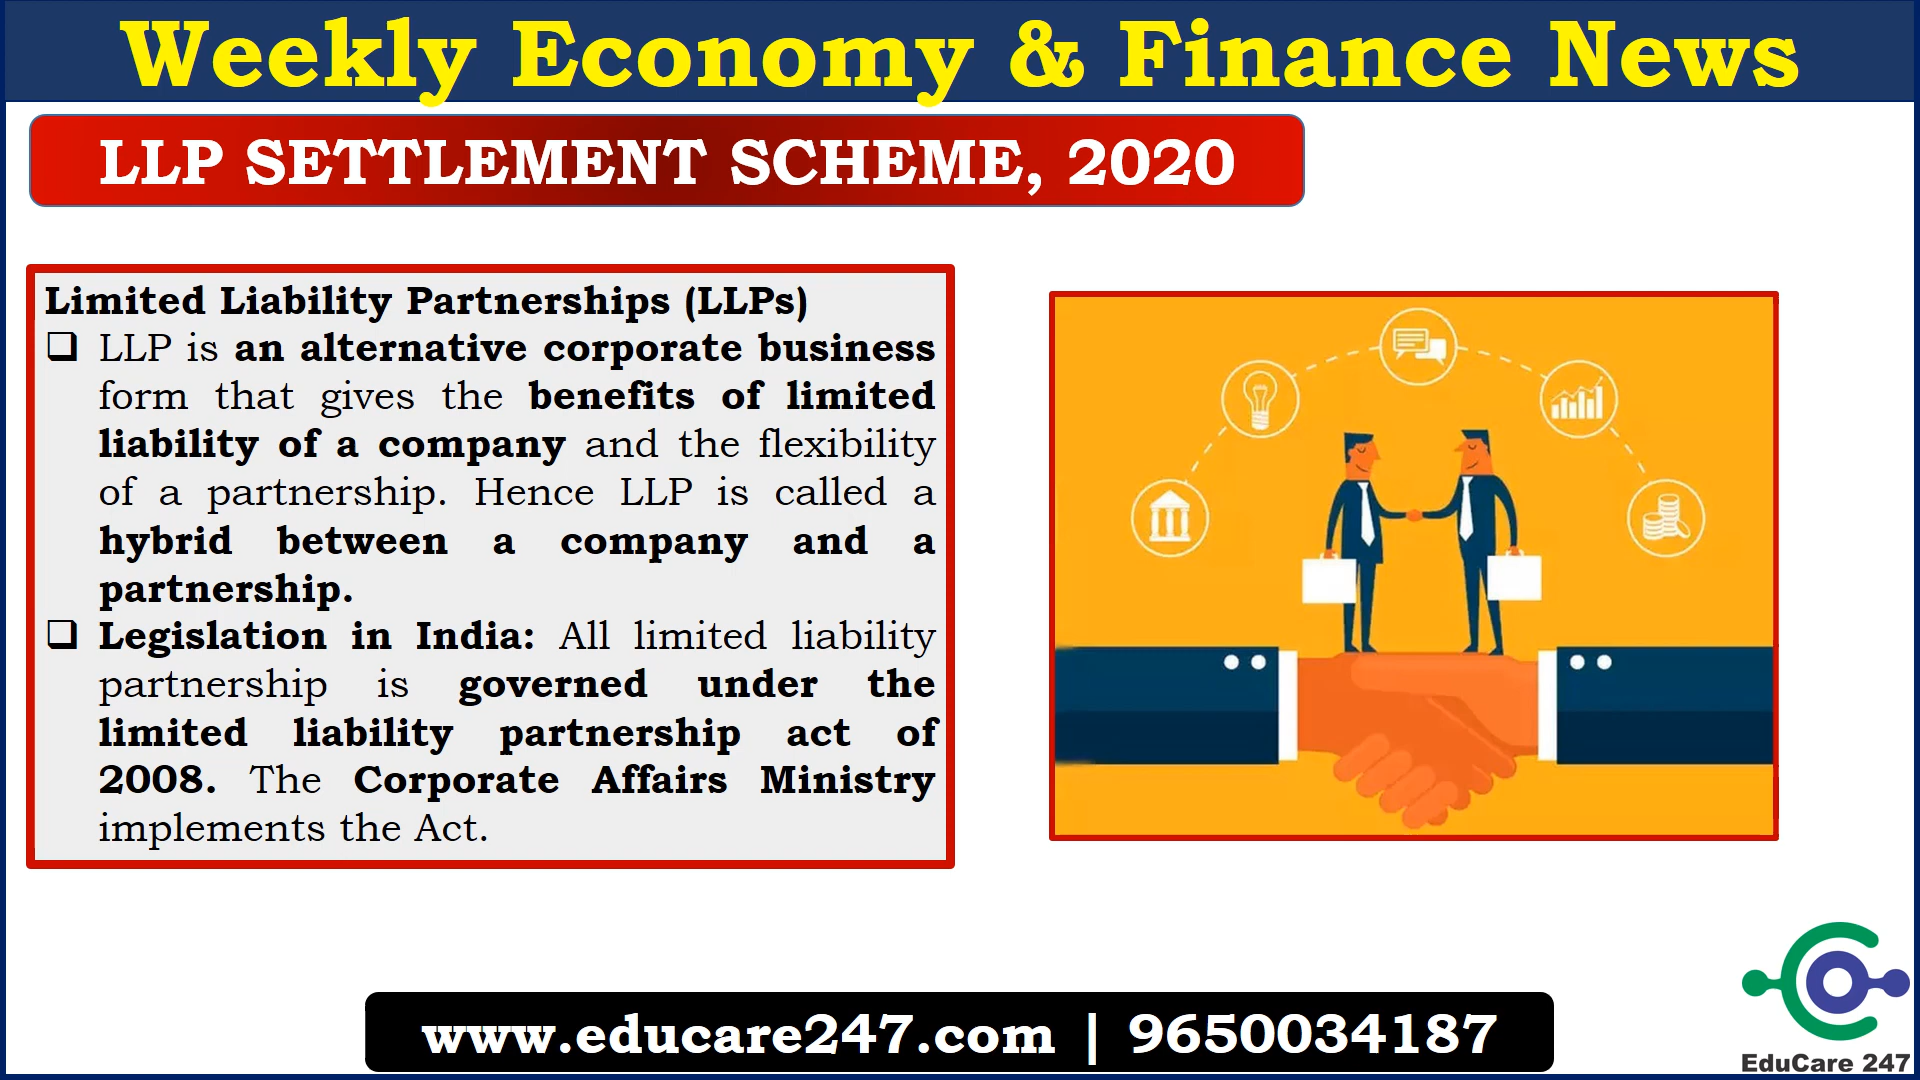 Weekly Economy & Finance News
LLP SETTLEMENT SCHEME, 2020
Limited Liability Partnerships (LLPs)
❑ LLP is an alternative corporate business
form that gives the benefits of limited
liability of a company and the flexibility
of a partnership. Hence LLP is called a
hybrid between a company and a
partnership.
❑ Legislation in India: All limited liability
partnership is governed under the
limited liability partnership act of
2008. The Corporate Affairs Ministry
implements the Act.
www.educare247.com | 9650034187
EduCare 247